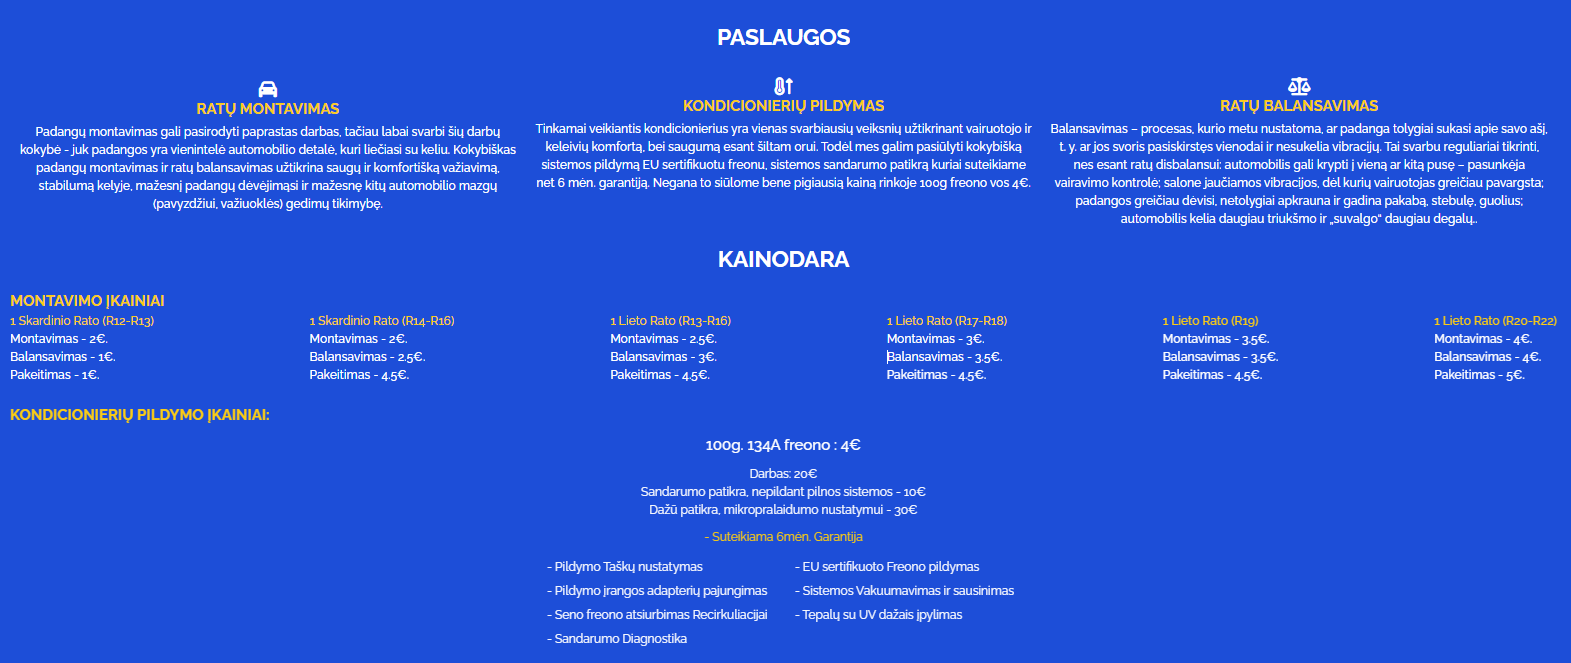 PASLAUGOS
RATŲ MONTAVIMAS
Padangų montavimas gali pasirodyti paprastas darbas, tačiau labai svarbi šių darbų
kokybė - juk padangos yra vienintelė automobilio detalė, kuri liečiasi su keliu. Kokybiškas
padangų montavimas ir ratų balansavimas užtikrina saugų ir komfortišką važiavimą,
stabilumą kelyje, mažesnį padangų dėvėjimąsi ir mažesnę kitų automobilio mazgų
(pavyzdžiui, važiuoklės) gedimų tikimybę.
KONDICIONIERIŲ PILDYMAS
Tinkamai veikiantis kondicionierius yra vienas svarbiausių veiksnių užtikrinant vairuotojo ir
keleivių komfortą, bei saugumą esant šiltam orui. Todėl mes galim pasiūlyti kokybišką
sistemos pildymą EU sertifikuotu freonu, sistemos sandarumo patikrą kuriai suteikiame
net 6 mėn. garantiją. Negana to siūlome bene pigiausią kainą rinkoje 100g freono vos 4€.
RATŲ BALANSAVIMAS
Balansavimas – procesas, kurio metu nustatoma, ar padanga tolygiai sukasi apie savo ašį,
t. y. ar jos svoris pasiskirstęs vienodai ir nesukelia vibracijų. Tai svarbu reguliariai tikrinti,
nes esant ratų disbalansui: automobilis gali krypti į vieną ar kitą pusę – pasunkėja
vairavimo kontrolė; salone jaučiamos vibracijos, dėl kurių vairuotojas greičiau pavargsta;
padangos greičiau dėvisi, netolygiai apkrauna ir gadina pakabą, stebulę, guolius;
automobilis kelia daugiau triukšmo ir „suvalgo“ daugiau degalų..
KAINODARA
MONTAVIMO ĮKAINIAI
1 Skardinio Rato (R12-R13)
Montavimas - 2€.
Balansavimas - 1€.
Pakeitimas - 1€.
1 Skardinio Rato (R14-R16)
Montavimas - 2€.
Balansavimas - 2.5€.
Pakeitimas - 4.5€.
1 Lieto Rato (R13-R16)
Montavimas - 2.5€.
Balansavimas - 3€.
Pakeitimas - 4.5€.
1 Lieto Rato (R17-R18)
Montavimas - 3€.
Balansavimas - 3.5€.
Pakeitimas - 4.5€.
1 Lieto Rato (R19)
Montavimas - 3.5€.
Balansavimas - 3.5€.
Pakeitimas - 4.5€.
1 Lieto Rato (R20-R22)
Montavimas - 4€.
Balansavimas - 4€.
Pakeitimas - 5€.
KONDICIONIERIŲ PILDYMO ĮKAINIAI:
100g. 134A freono : 4€
Darbas: 20€
Sandarumo patikra, nepildant pilnos sistemos - 10€
Dažū patikra, mikropralaidumo nustatymui - 30€
- Suteikiama 6mėn. Garantija
- Pildymo Taškų nustatymas
- Pildymo įrangos adapterių pajungimas
- Seno freono atsiurbimas Recirkuliacijai
- Sandarumo Diagnostika
- EU sertifikuoto Freono pildymas
- Sistemos Vakuumavimas ir sausinimas
- Tepalų su UV dažais įpylimas